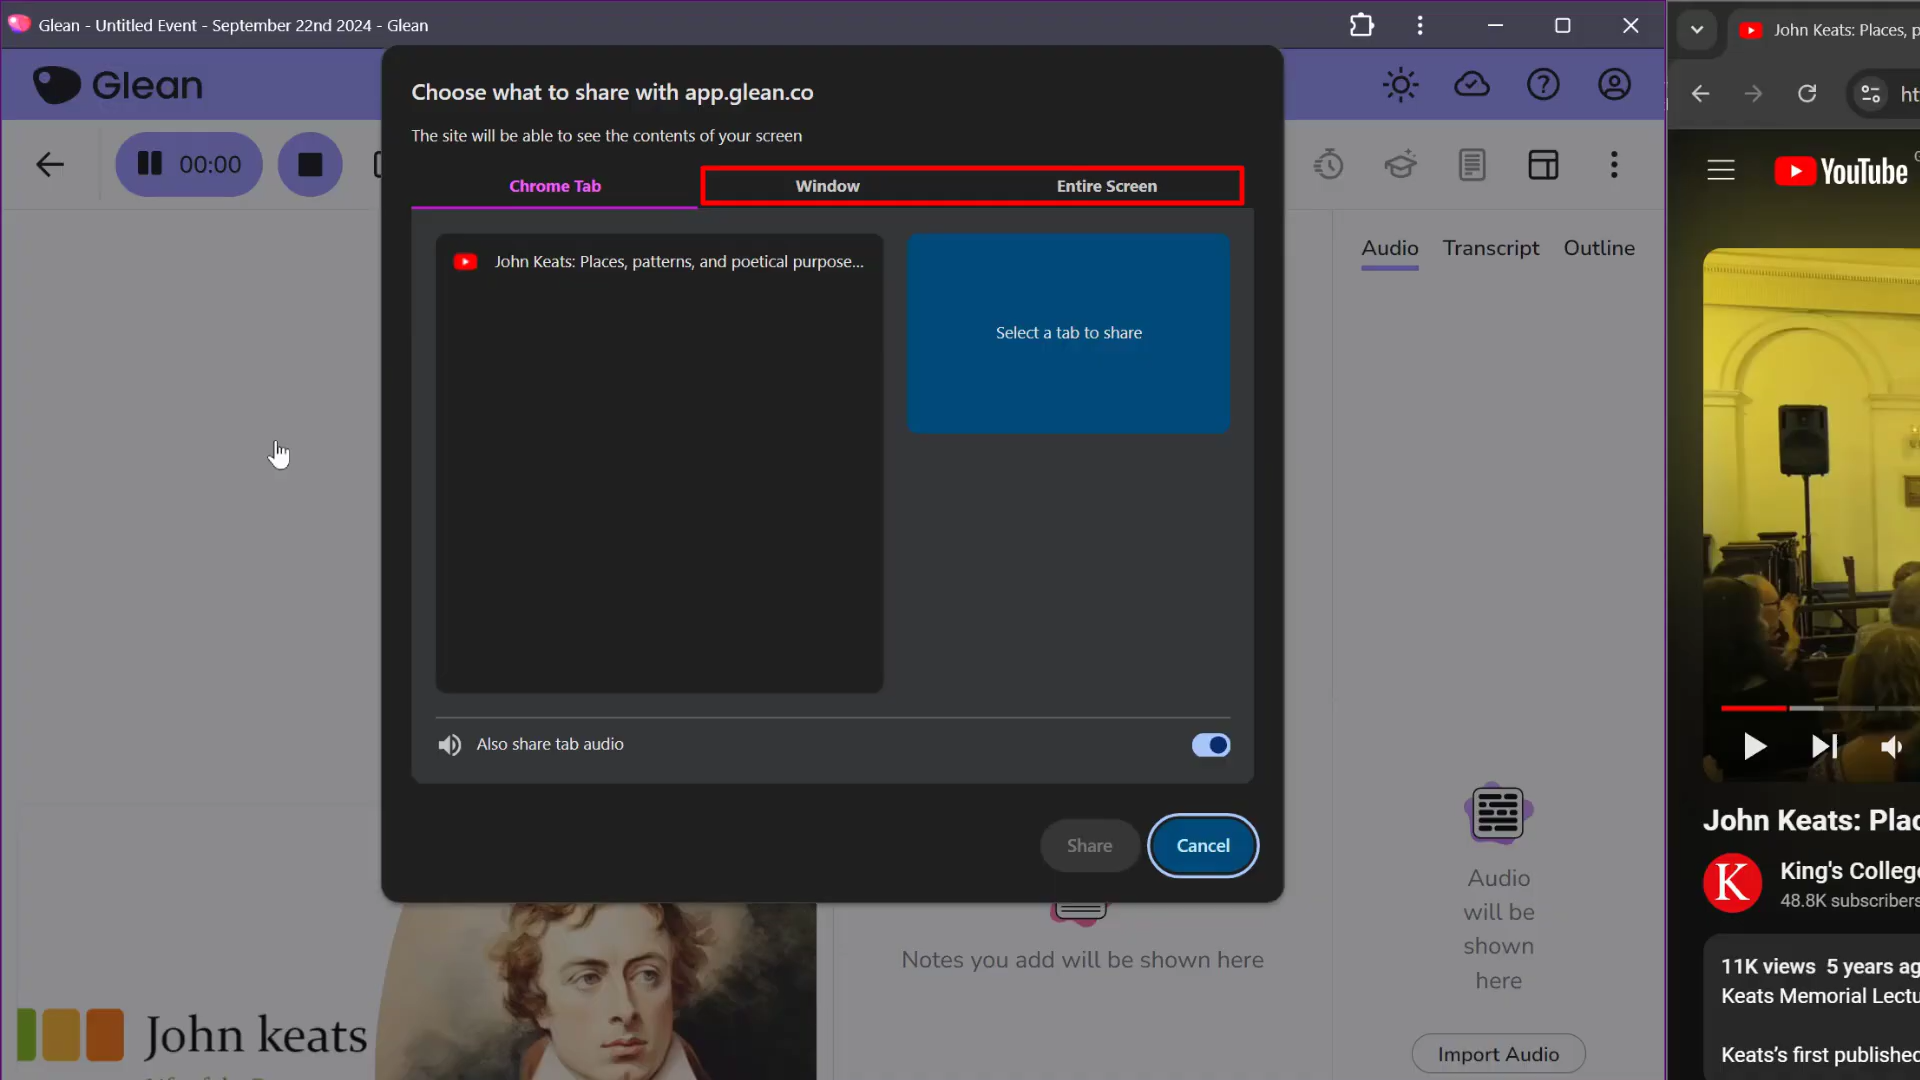 Glean - Untitled Event - September 22nd 2024 - Glean
Glean
00:00
Choose what to share with app.glean.co
The site will be able to see the contents of your screen
Chrome Tab
Window
Entire Screen
John Keats: Places, patterns, and poetical purpose...
Select a tab to share
Also share tab audio
Share
Cancel
Audio
Transcript
Outline
Audio
will be
shown
here
Import Audio
Notes you add will be shown here
John keats
John Keats: Places, p
YouTube
John Keats: Plac
K
King's College
48.8K subscribers
11K views 5 years ag
Keats Memorial Lectu
Keats's first published